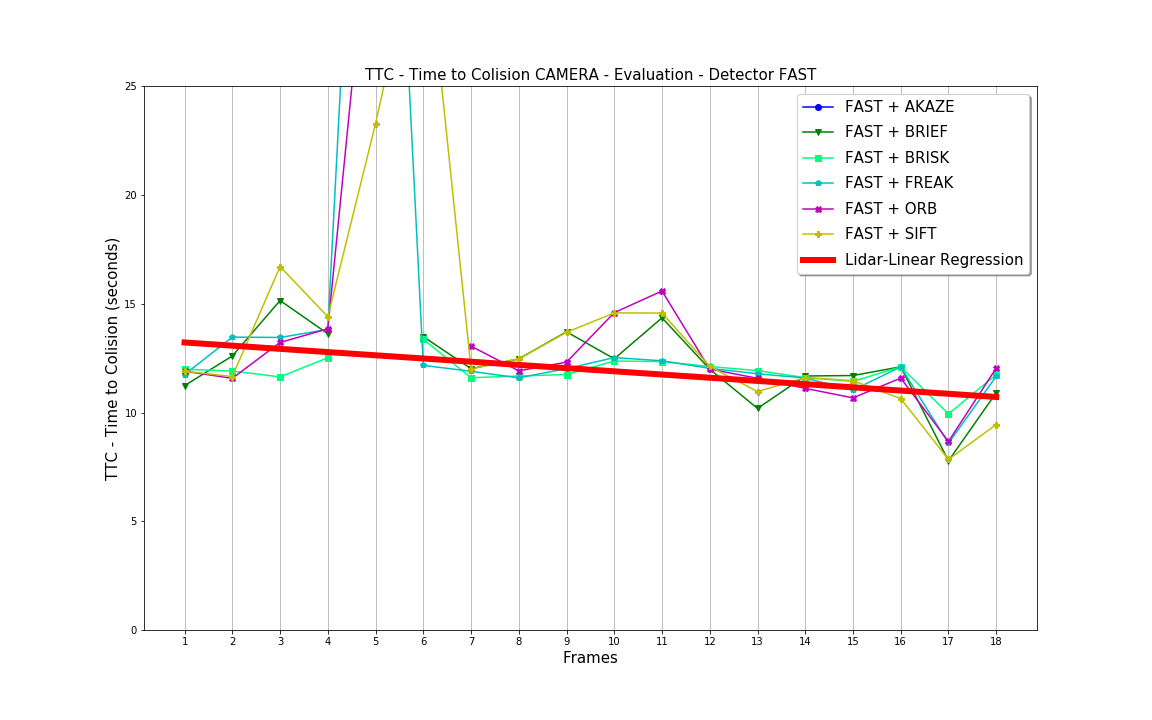 TTC - Time to Colision CAMERA - Evaluation - Detector FAST
TTC - Time to Colision (seconds)
25
20
15
10
5
0
FAST + AKAZE
FAST + BRIEF
FAST + BRISK
FAST + FREAK
FAST + ORB
FAST + SIFT
Lidar-Linear Regression
1 2 3 4 5 6 7 8 9 10 11 12 13 14 15 16 17 18
Frames